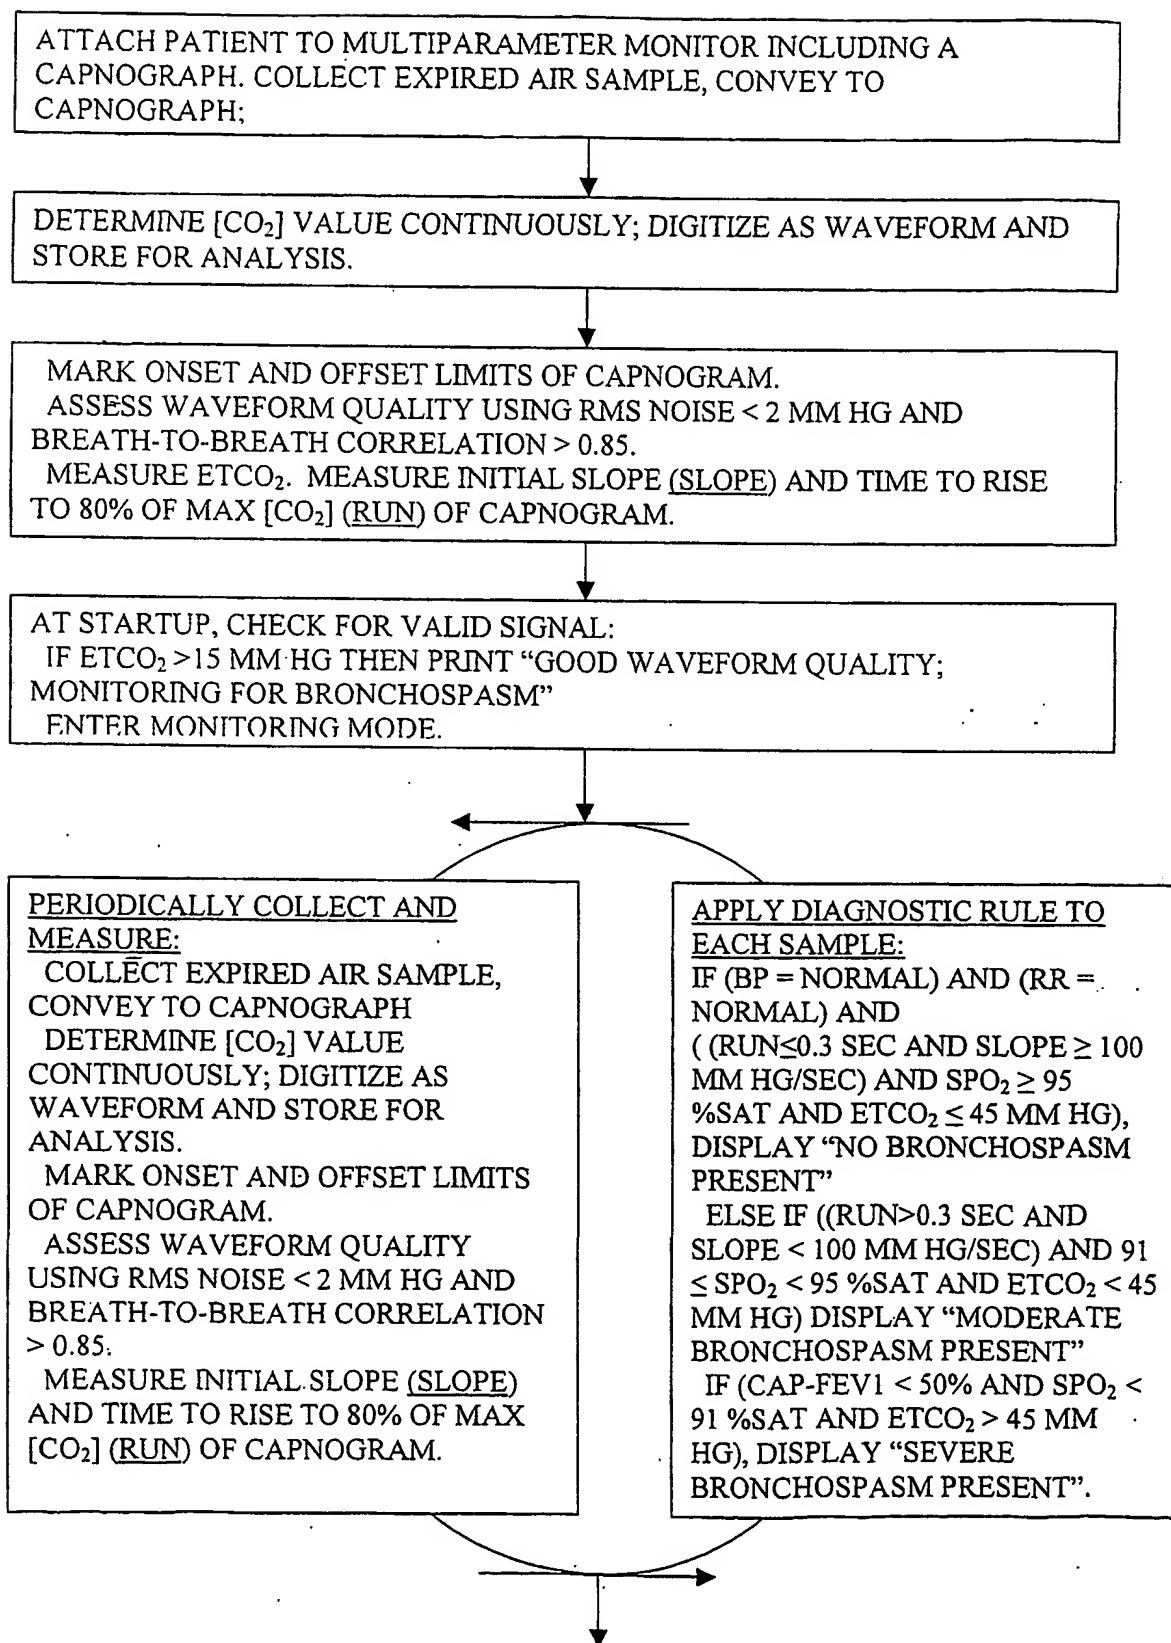 ATTACH PATIENT TO MULTIPARAMETER MONITOR INCLUDING A
CAPNOGRAPH. COLLECT EXPIRED AIR SAMPLE, CONVEY TO
CAPNOGRAPH;
DETERMINE [CO₂] VALUE CONTINUOUSLY; DIGITIZE AS WAVEFORM AND
STORE FOR ANALYSIS.
MARK ONSET AND OFFSET LIMITS OF CAPNOGRAM.
ASSESS WAVEFORM QUALITY USING RMS NOISE < 2 MM HG AND
BREATH-TO-BREATH CORRELATION > 0.85.
MEASURE ETCO₂. MEASURE INITIAL SLOPE (SLOPE) AND TIME TO RISE
TO 80% OF MAX [CO₂] (RUN) OF CAPNOGRAM.
AT STARTUP, CHECK FOR VALID SIGNAL:
IF ETCO₂ >15 MM HG THEN PRINT “GOOD WAVEFORM QUALITY;
MONITORING FOR BRONCHOSPASM”
ENTER MONITORING MODE.
PERIODICALLY COLLECT AND
MEASURE:
COLLECT EXPIRED AIR SAMPLE,
CONVEY TO CAPNOGRAPH
DETERMINE [CO₂] VALUE
CONTINUOUSLY; DIGITIZE AS
WAVEFORM AND STORE FOR
ANALYSIS.
MARK ONSET AND OFFSET LIMITS
OF CAPNOGRAM.
ASSESS WAVEFORM QUALITY
USING RMS NOISE < 2 MM HG AND
BREATH-TO-BREATH CORRELATION
> 0.85.
MEASURE INITIAL SLOPE (SLOPE)
AND TIME TO RISE TO 80% OF MAX
[CO₂] (RUN) OF CAPNOGRAM.
APPLY DIAGNOSTIC RULE TO
EACH SAMPLE:
IF (BP = NORMAL) AND (RR =
NORMAL) AND
( (RUN≤0.3 SEC AND SLOPE ≥ 100
MM HG/SEC) AND SPO₂ ≥ 95
%SAT AND ETCO₂ ≤ 45 MM HG),
DISPLAY “NO BRONCHOSPASM
PRESENT”
ELSE IF ((RUN>0.3 SEC AND
SLOPE < 100 MM HG/SEC) AND 91
≤ SPO₂ < 95 %SAT AND ETCO₂ < 45
MM HG) DISPLAY “MODERATE
BRONCHOSPASM PRESENT”
IF (CAP-FEV1 < 50% AND SPO₂ <
91 %SAT AND ETCO₂ > 45 MM
HG), DISPLAY “SEVERE
BRONCHOSPASM PRESENT”.